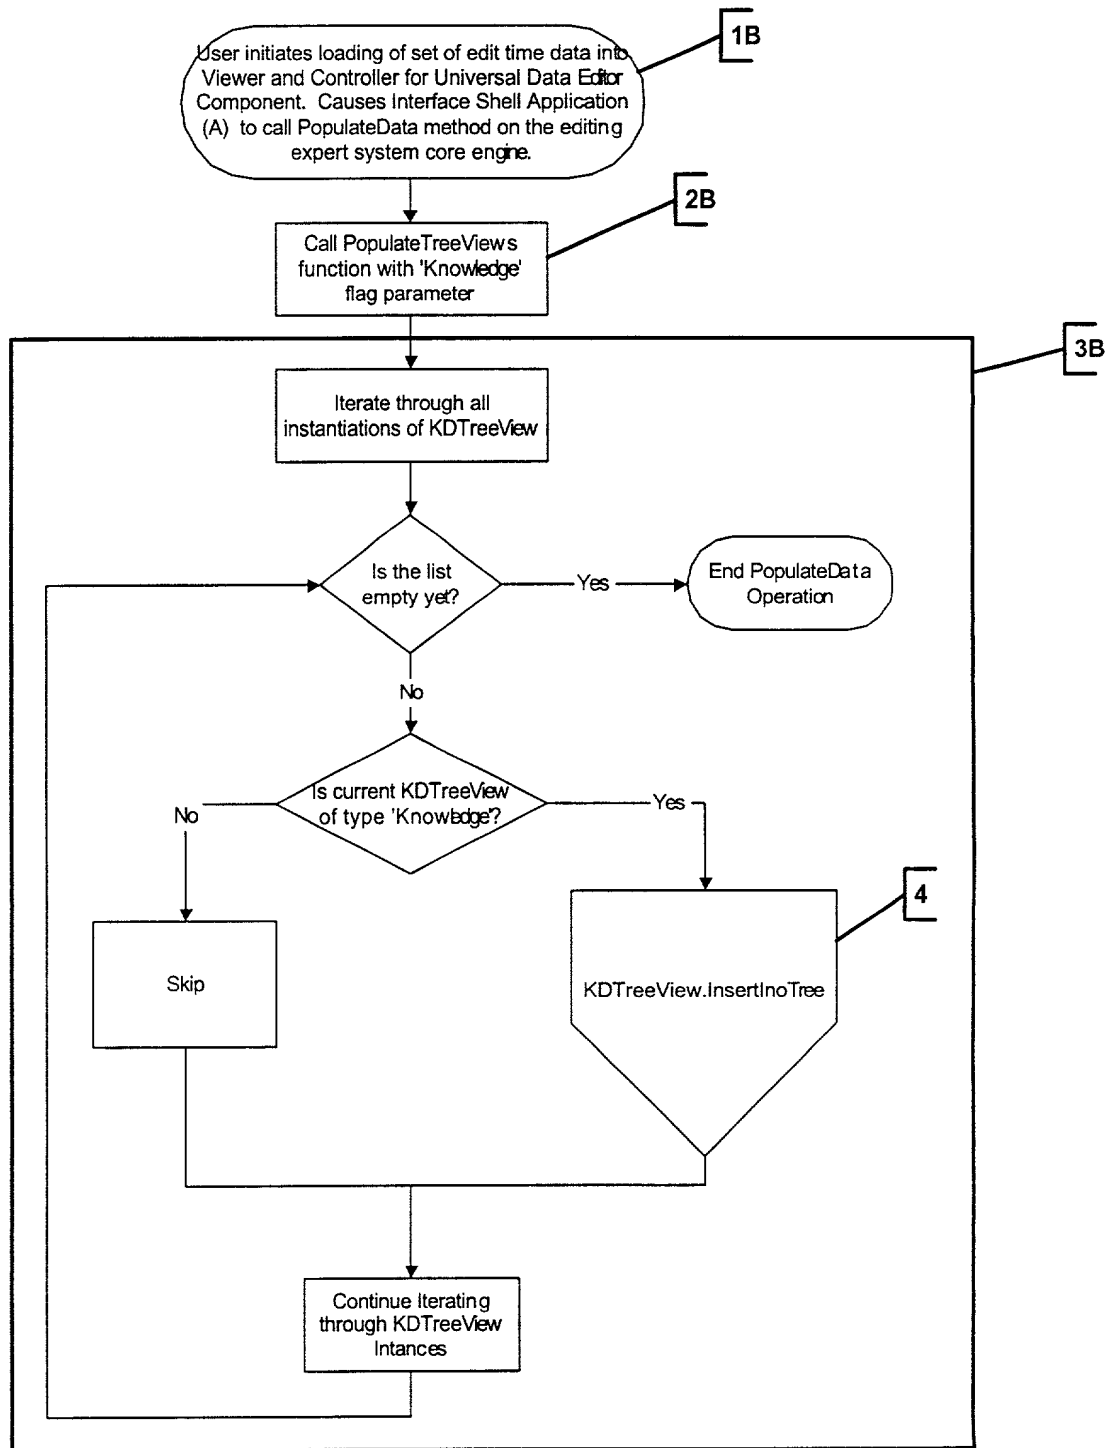 1B
User initiates loading of set of edit time data into
Viewer and Controller for Universal Data Editor
Component. Causes Interface Shell Application
(A) to call PopulateData method on the editing
expert system core engine.
2B
Call PopulateTreeViews
function with 'Knowledge'
flag parameter
3B
Iterate through all
instantiations of KDTreeView
Is the list
empty yet?
Yes
End PopulateData
Operation
No
Is current KDTreeView
of type 'Knowledge'?
No
Yes
4
Skip
KDTreeView.InsertInoTree
Continue Iterating
through KDTreeView
Intances